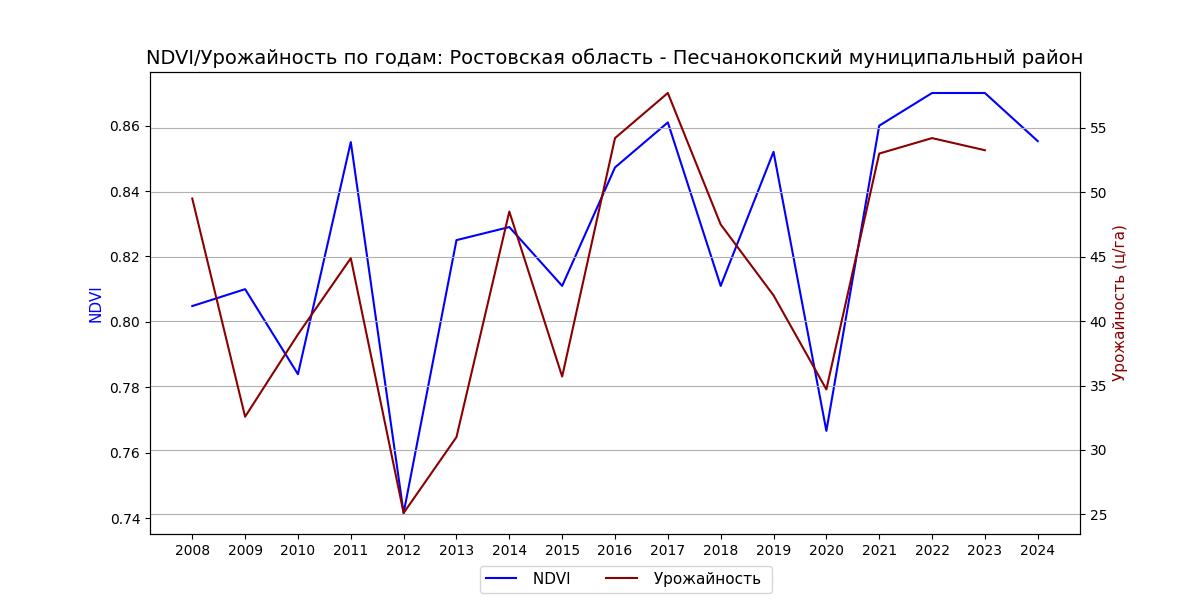 NDVI/Урожайность по годам: Ростовская область - Песчанокопский муниципальный район
0.86
0.84
0.82
0.80
0.78
0.76
0.74
NDVI
55
50
45
40
35
30
25
Урожайность (ц/га)
2008 2009 2010 2011 2012 2013 2014 2015 2016 2017 2018 2019 2020 2021 2022 2023 2024
NDVI Урожайность